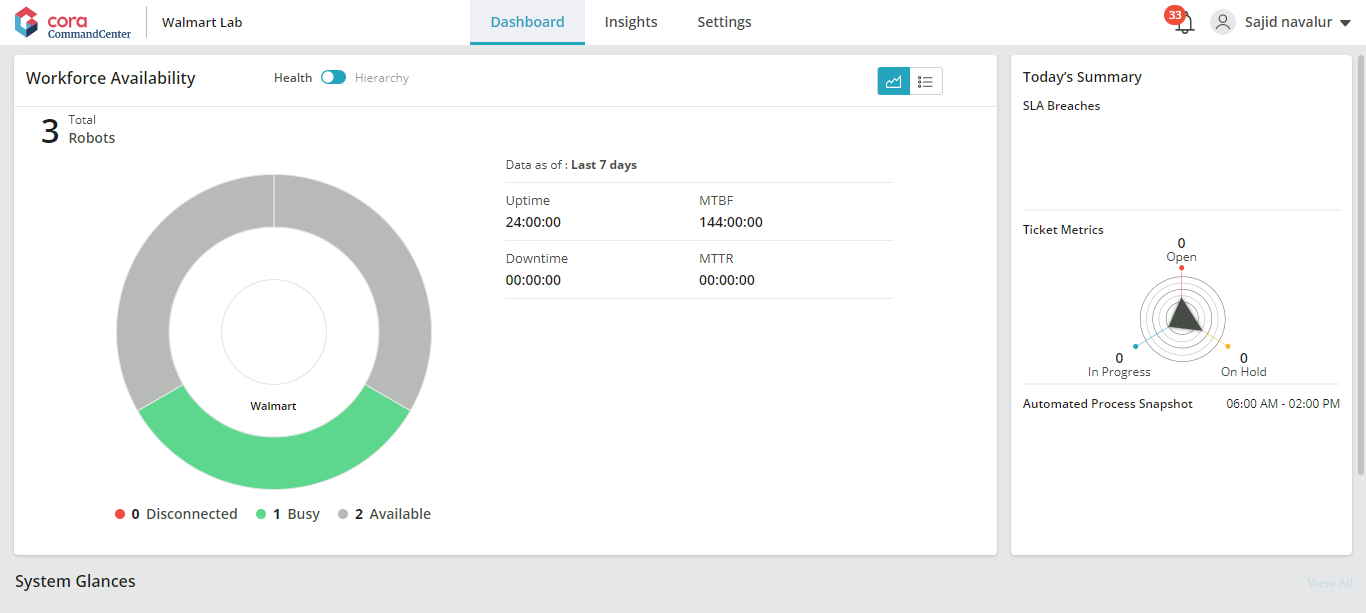 cora
CommandCenter
Walmart Lab
Dashboard
Insights
Settings
33
Sajid navalur
Workforce Availability
Health
Hierarchy
3
Total
Robots
Data as of : Last 7 days
Uptime
MTBF
24:00:00
144:00:00
Downtime
MTTR
00:00:00
00:00:00
Walmart
0 Disconnected
1 Busy
2 Available
Today's Summary
SLA Breaches
Ticket Metrics
0
Open
0
In Progress
0
On Hold
Automated Process Snapshot
06:00 AM - 02:00 PM
System Glances
View All